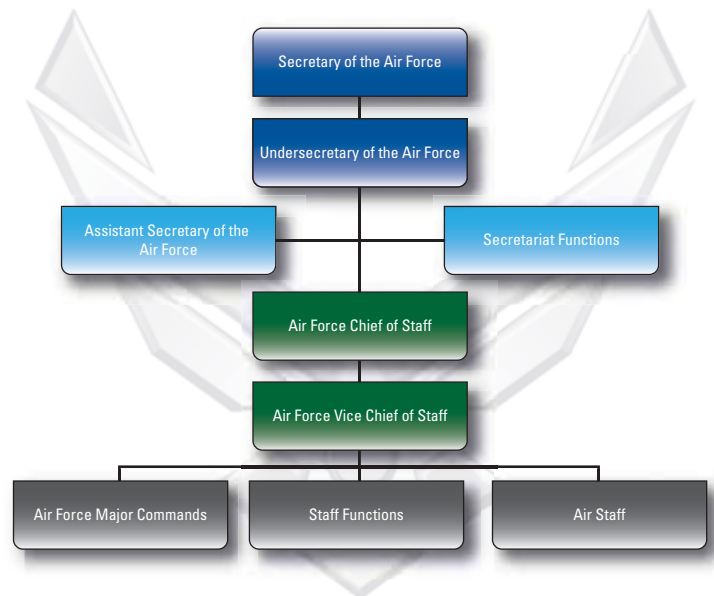 Secretary of the Air Force
Undersecretary of the Air Force
Assistant Secretary of the
Air Force
Secretariat Functions
Air Force Chief of Staff
Air Force Vice Chief of Staff
Air Force Major Commands
Staff Functions
Air Staff